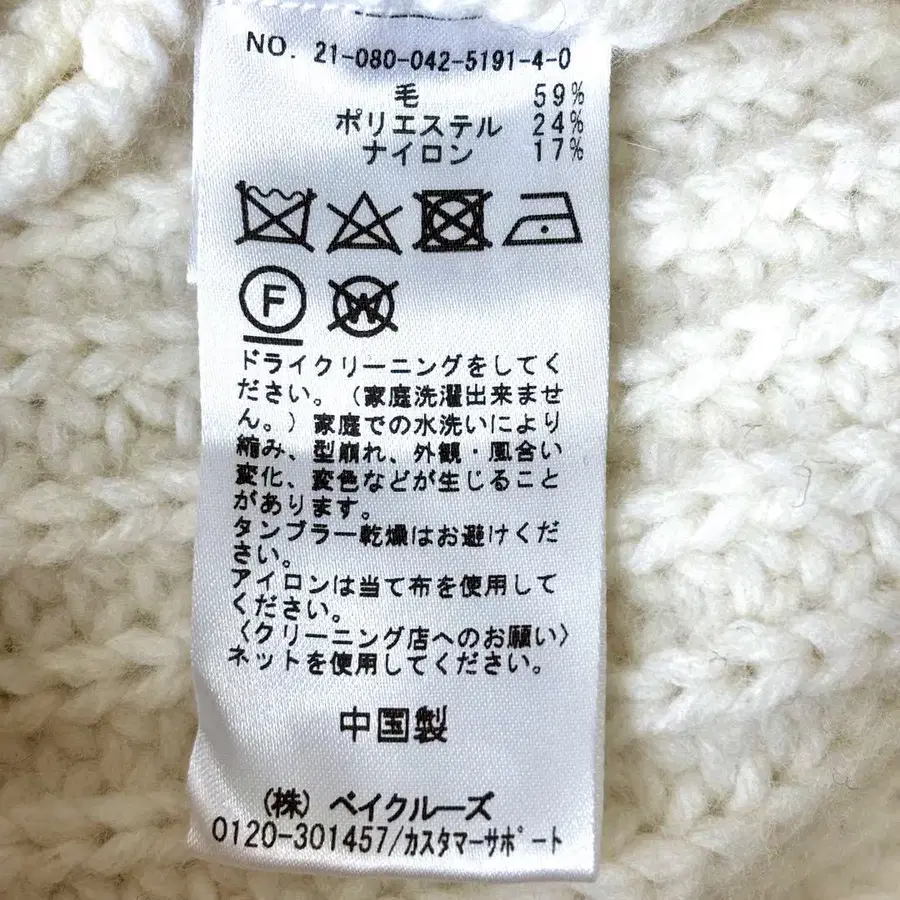 NO. 21-080-042-5191-4-0
毛 59%
ポリエステル 24%
ナイロン 17%
F
W
ドライクリーニングをしてく
ださい。（家庭洗濯出来ませ
ん。）家庭での水洗いにより
縮み、型崩れ、外観・風合い
変化、変色などが生じること
があります。
タンブラー乾燥はお避けくだ
さい。
アイロンは当て布を使用して
ください。
〈クリーニング店へのお願い〉
ネットを使用してください。
中国製
（株）ベイクルーズ
0120-301457/ｶｽﾀﾏｰｻﾎﾟｰﾄ